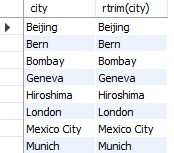 city rtrim(city)
Beijing Beijing
Bern Bern
Bombay Bombay
Geneva Geneva
Hiroshima Hiroshima
London London
Mexico City Mexico City
Munich Munich